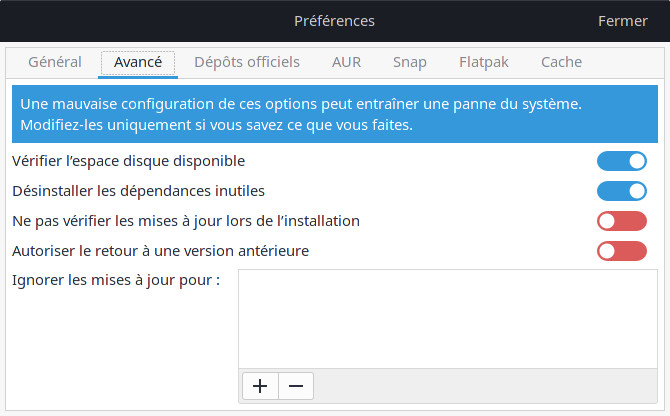 Préférences
Fermer
Général
Avancé
Dépôts officiels
AUR
Snap
Flatpak
Cache
Une mauvaise configuration de ces options peut entraîner une panne du système.
Modifiez-les uniquement si vous savez ce que vous faites.
Vérifier l’espace disque disponible
Désinstaller les dépendances inutiles
Ne pas vérifier les mises à jour lors de l’installation
Autoriser le retour à une version antérieure
Ignorer les mises à jour pour :